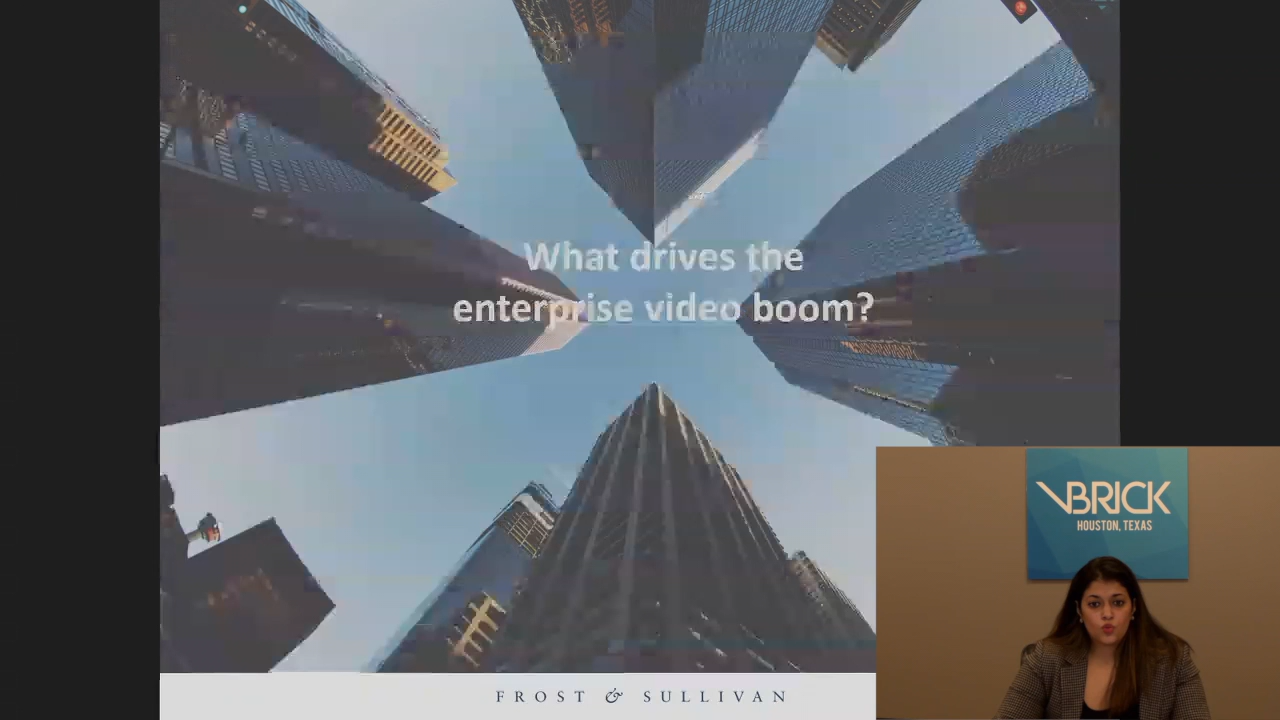 What drives the
enterprise video boom?
VBRICK
HOUSTON, TEXAS
FROST & SULLIVAN